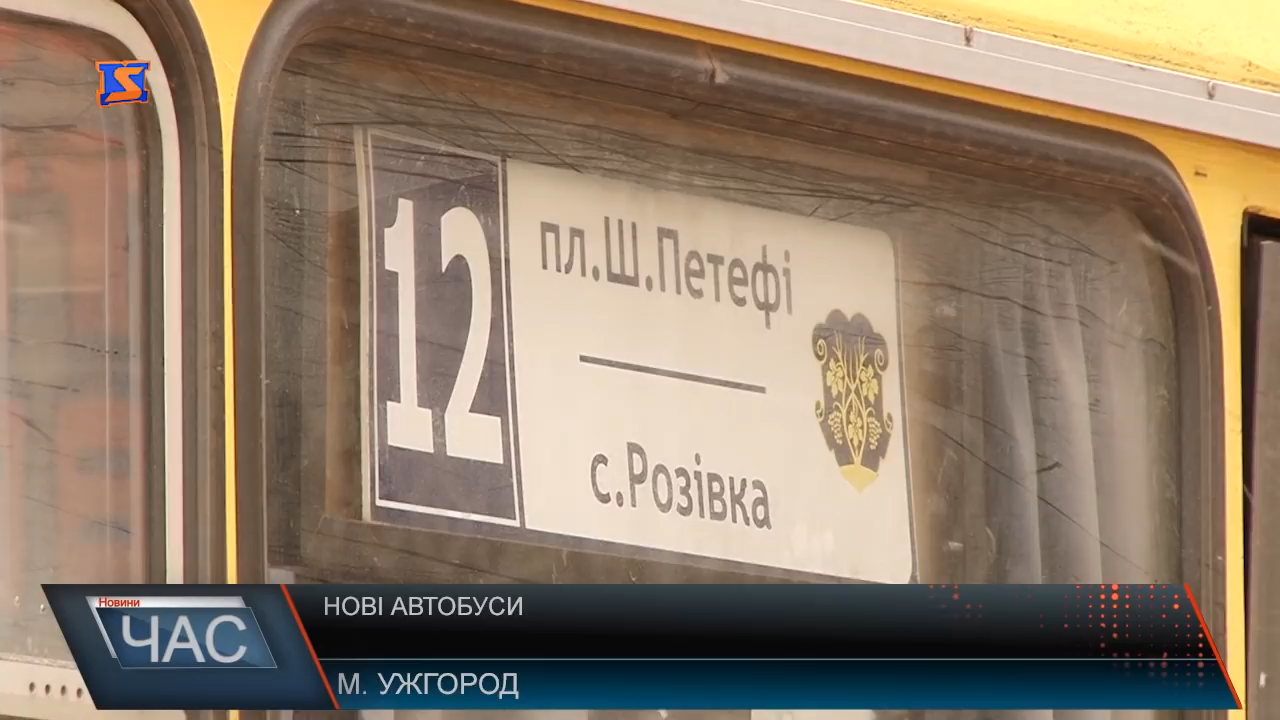 12
пл.Ш.Петефі
с.Розівка
Новини
ЧАС
НОВІ АВТОБУСИ
М. УЖГОРОД